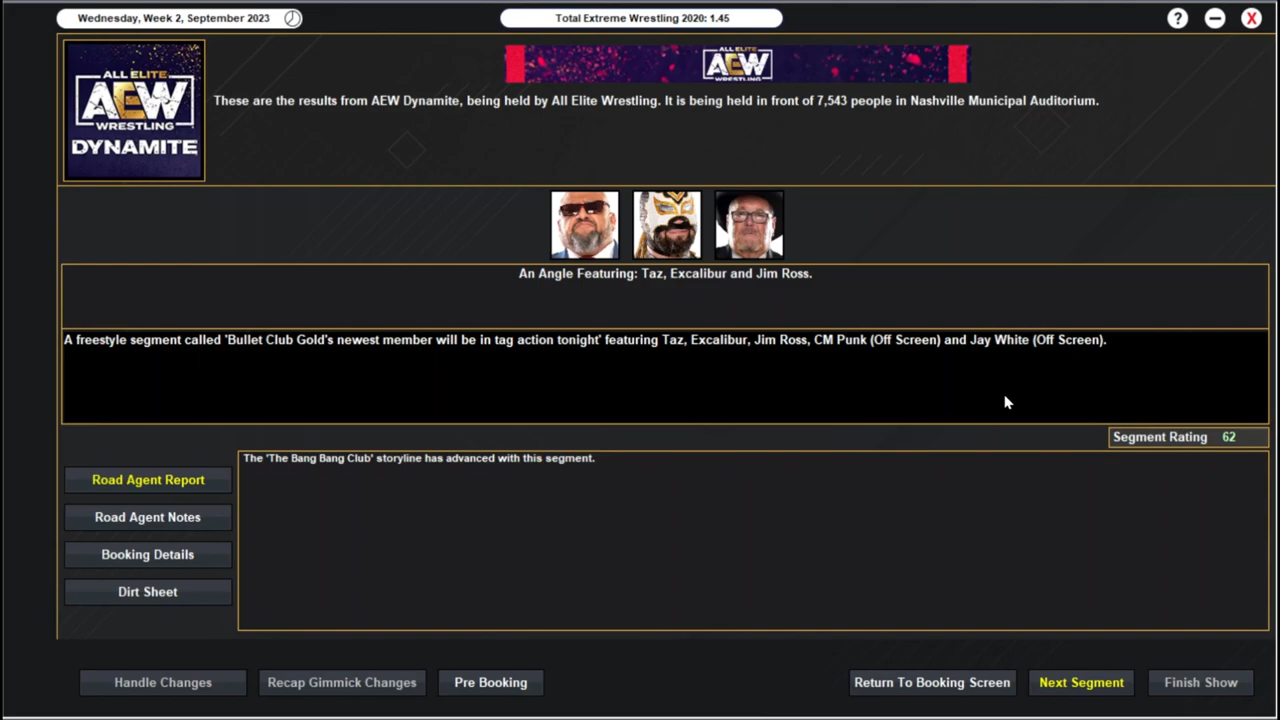 Wednesday, Week 2, September 2023
Total Extreme Wrestling 2020: 1.45
?
X
ALL ELITE
AEW
WRESTLING
DYNAMITE
ALL ELITE
AEW
WRESTLING
These are the results from AEW Dynamite, being held by All Elite Wrestling. It is being held in front of 7,543 people in Nashville Municipal Auditorium.
An Angle Featuring: Taz, Excalibur and Jim Ross.
A freestyle segment called 'Bullet Club Gold's newest member will be in tag action tonight' featuring Taz, Excalibur, Jim Ross, CM Punk (Off Screen) and Jay White (Off Screen).
Segment Rating 62
Road Agent Report
The 'The Bang Bang Club' storyline has advanced with this segment.
Road Agent Notes
Booking Details
Dirt Sheet
Handle Changes
Recap Gimmick Changes
Pre Booking
Return To Booking Screen
Next Segment
Finish Show